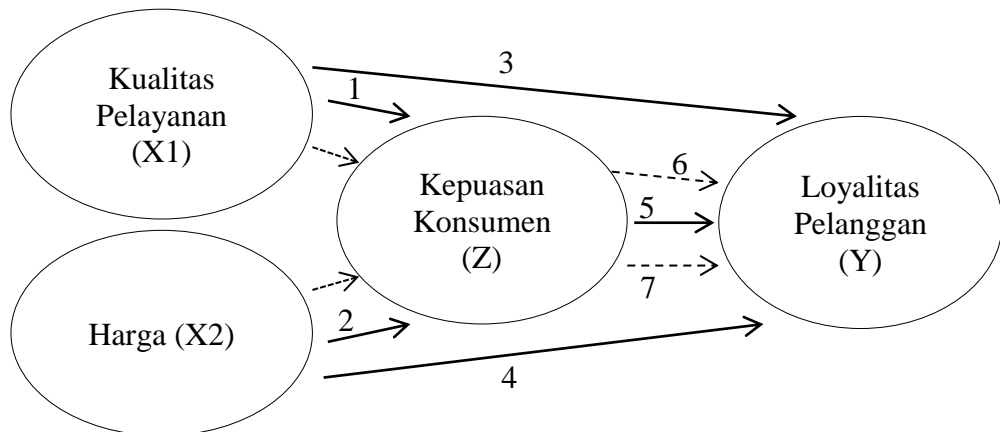 Kualitas
Pelayanan
(X1)
1
3
Kepuasan
Konsumen
(Z)
6
5
7
Loyalitas
Pelanggan
(Y)
Harga (X2)
2
4